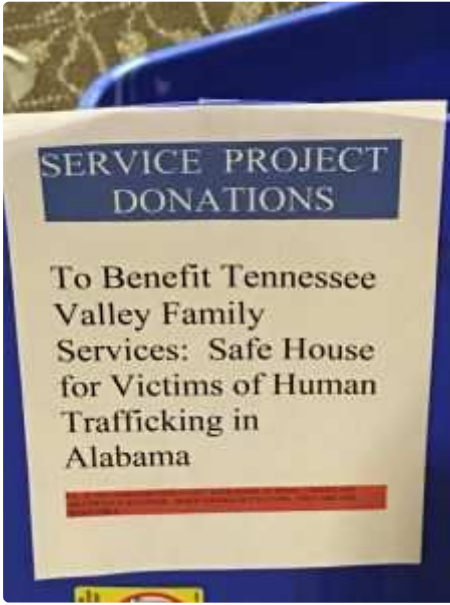 SERVICE PROJECT
DONATIONS
To Benefit Tennessee
Valley Family
Services: Safe House
for Victims of Human
Trafficking in
Alabama